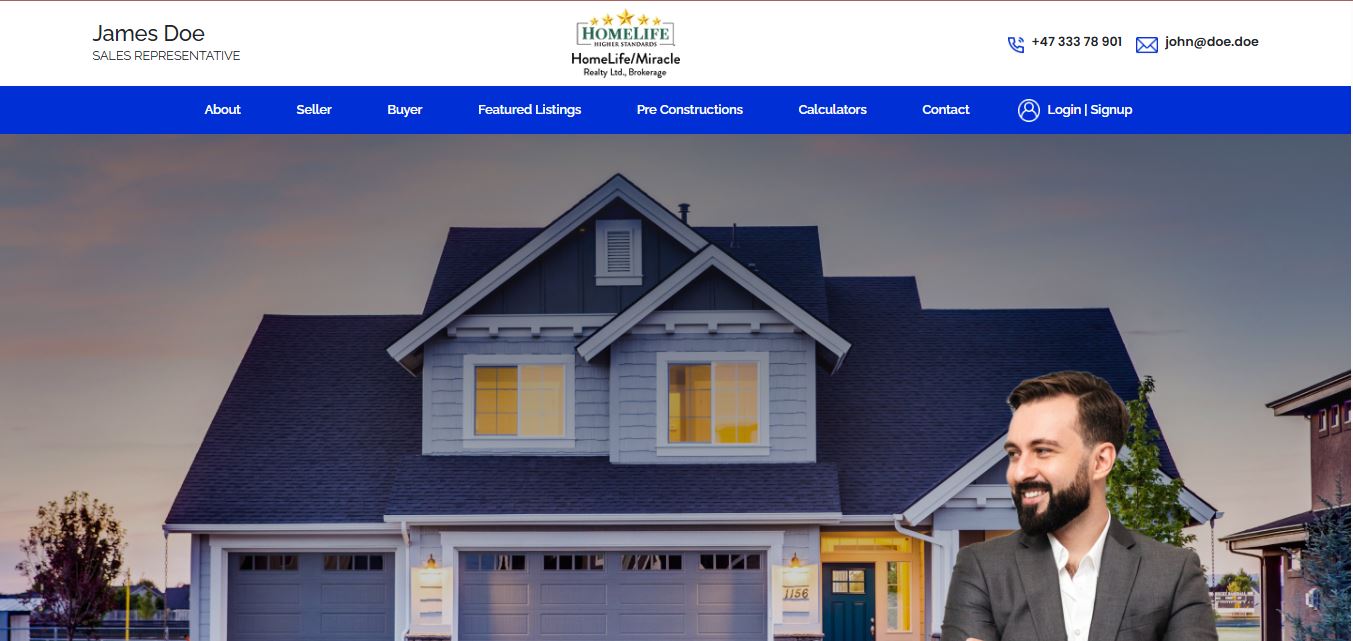 James Doe
SALES REPRESENTATIVE
HOMELIFE
HIGHER STANDARDS
HomeLife/Miracle
Realty Ltd., Brokerage
+47 333 78 901
john@doe.doe
About
Seller
Buyer
Featured Listings
Pre Constructions
Calculators
Contact
Login | Signup
1156